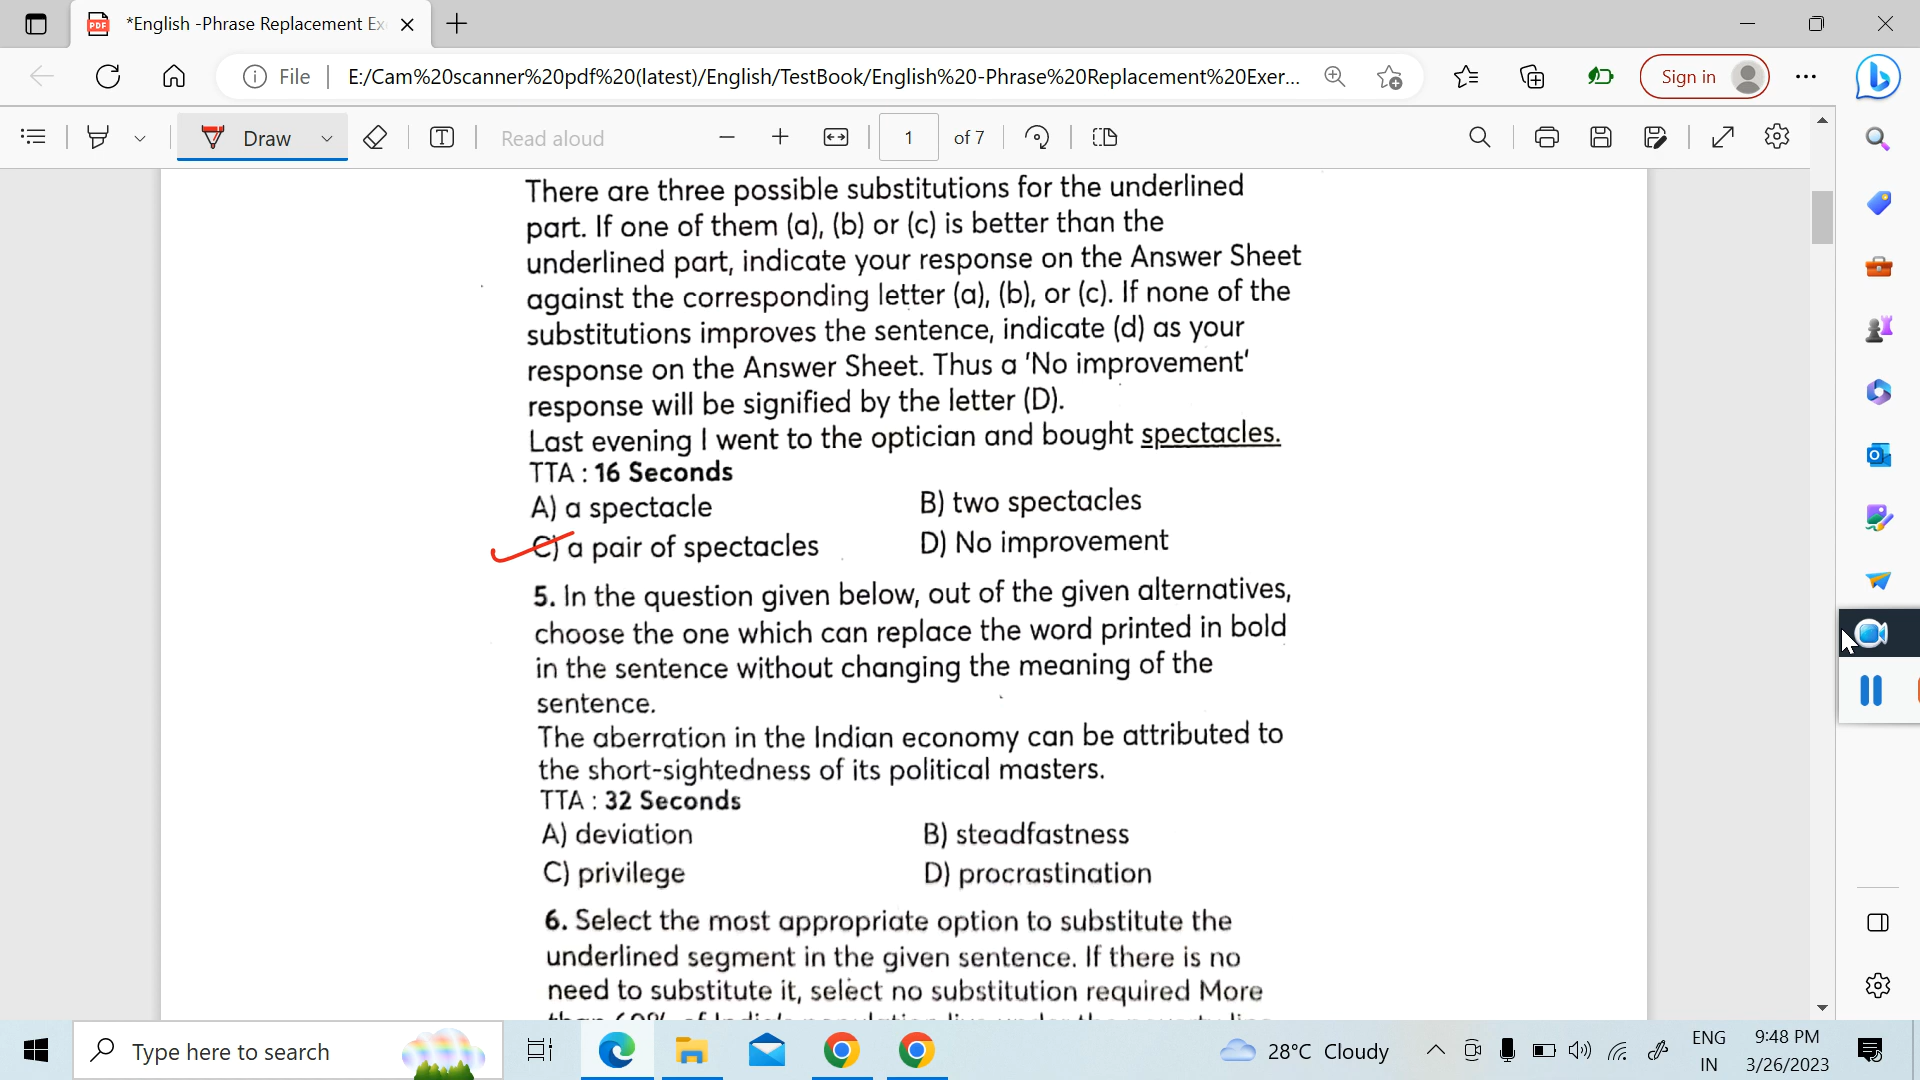 *English -Phrase Replacement Ex
File
E:/Cam%20scanner%20pdf%20(latest)/English/TestBook/English%20-Phrase%20Replacement%20Exer...
Sign in
Draw
Read aloud
1
of 7
There are three possible substitutions for the underlined
part. If one of them (a), (b) or (c) is better than the
underlined part, indicate your response on the Answer Sheet
against the corresponding letter (a), (b), or (c). If none of the
substitutions improves the sentence, indicate (d) as your
response on the Answer Sheet. Thus a 'No improvement'
response will be signified by the letter (D).
Last evening I went to the optician and bought spectacles.
TTA : 16 Seconds
A) a spectacle
B) two spectacles
C) a pair of spectacles
D) No improvement
5. In the question given below, out of the given alternatives,
choose the one which can replace the word printed in bold
in the sentence without changing the meaning of the
sentence.
The aberration in the Indian economy can be attributed to
the short-sightedness of its political masters.
TTA : 32 Seconds
A) deviation
B) steadfastness
C) privilege
D) procrastination
6. Select the most appropriate option to substitute the
underlined segment in the given sentence. If there is no
need to substitute it, select no substitution required More
than 60% of India's population live under the poverty line
Type here to search
28°C Cloudy
ENG
IN
9:48 PM
3/26/2023